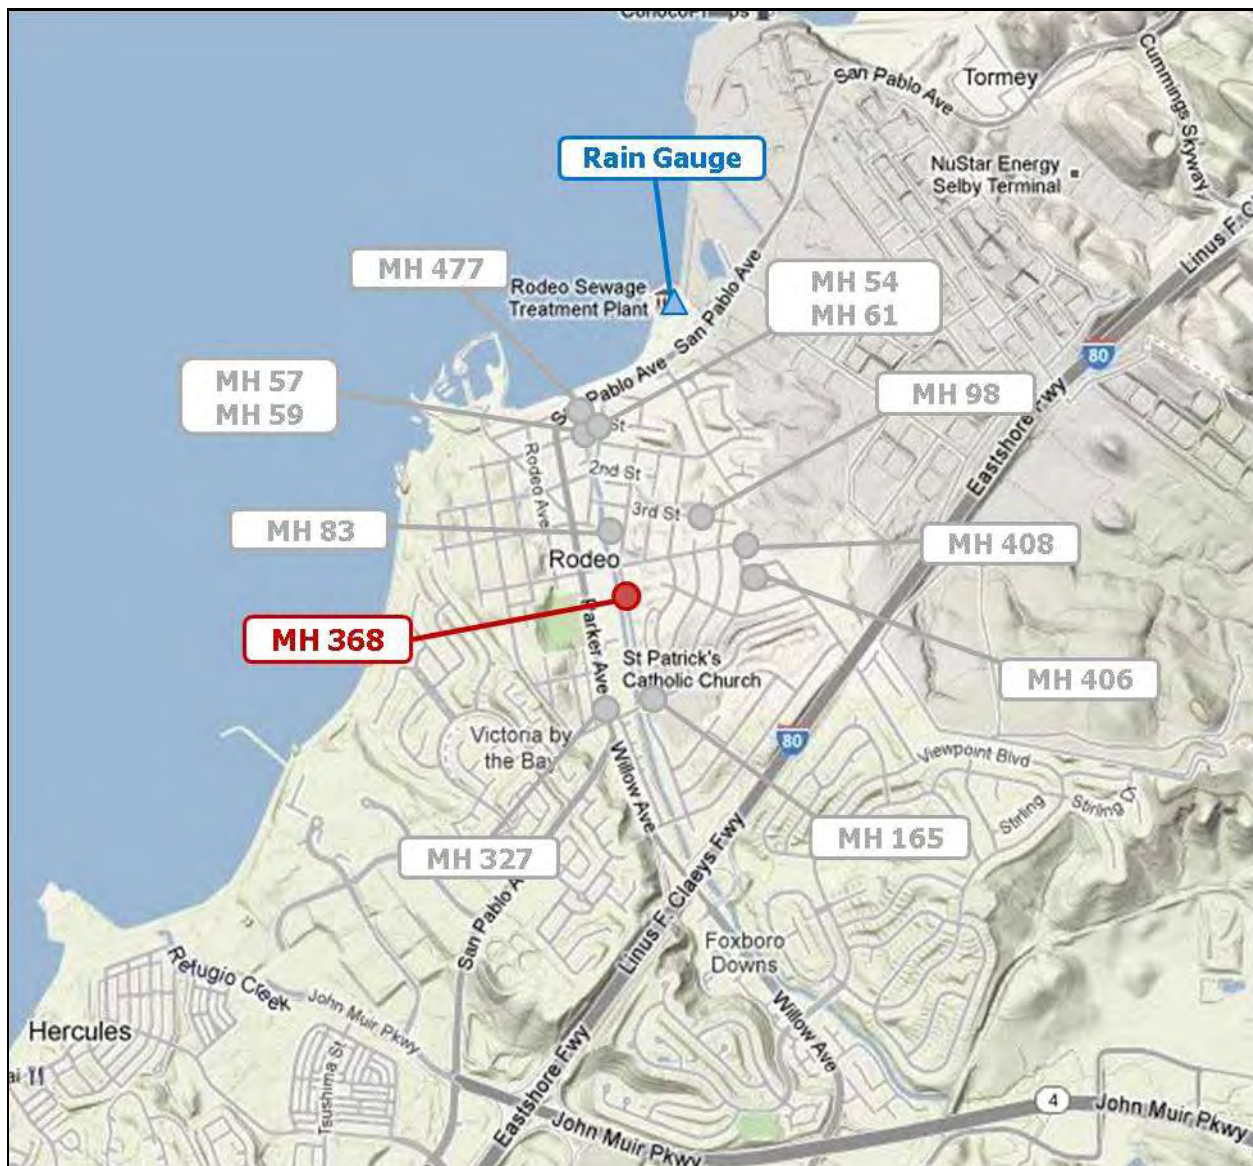 San Pablo Ave
Tormey
Cummings Skyway
Rain Gauge
NuStar Energy
Selby Terminal
MH 477
Rodeo Sewage
Treatment Plant
MH 54
MH 61
San Pablo Ave
80
MH 57
MH 59
Pablo Ave
MH 98
Eastshore Fwy
Rodeo Ave
2nd St
3rd St
MH 83
Rodeo
MH 408
MH 368
Parker Ave
St Patrick's
Catholic Church
MH 406
Victoria by
the Bay
80
Viewpoint Blvd
Willow Ave
Stirling
Stirling Dr
MH 327
MH 165
San Pablo
Linus F. Claeys Fwy
Foxboro
Downs
Refugio Creek
John Muir Pkwy
Willow Ave
Hercules
Tsushima St
Eastshore Fwy
4
John Muir Pkwy
John Muir Pkwy